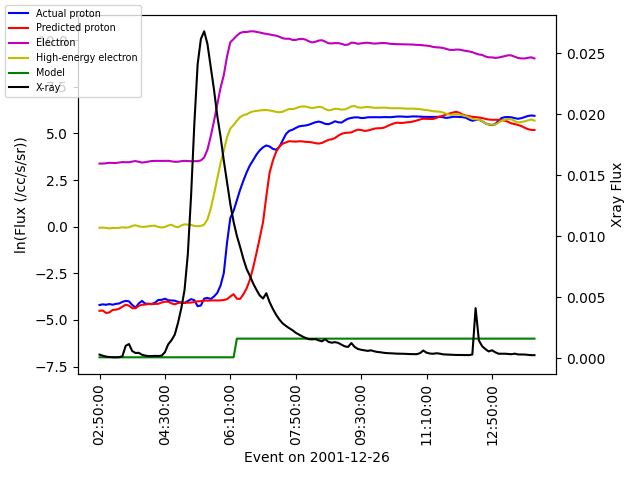 Actual proton
Predicted proton
Electron
High-energy electron
Model
X-ray
10.0
7.5
5.0
2.5
0.0
−2.5
−5.0
−7.5
ln(Flux (/cc/s/sr))
0.025
0.020
0.015
0.010
0.005
0.000
Xray Flux
02:50:00
04:30:00
06:10:00
07:50:00
09:30:00
11:10:00
12:50:00
Event on 2001-12-26